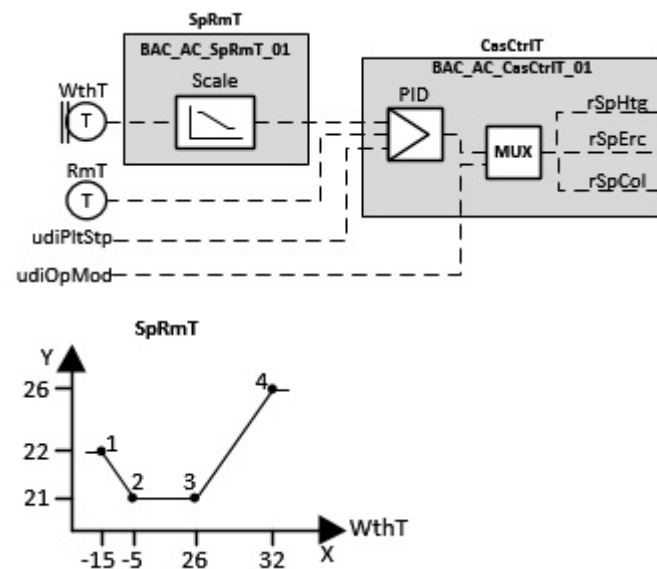 SpRmT
BAC_AC_SpRmT_01
CasCtrlT
BAC_AC_CasCtrlT_01
WthT
Scale
PID
T
rSpHtg
MUX
rSpErc
RmT
T
rSpCol
udiPltStp
udiOpMod
SpRmT
Y
26
4
22
1
2
3
21
WthT
-15 -5 26 32 X